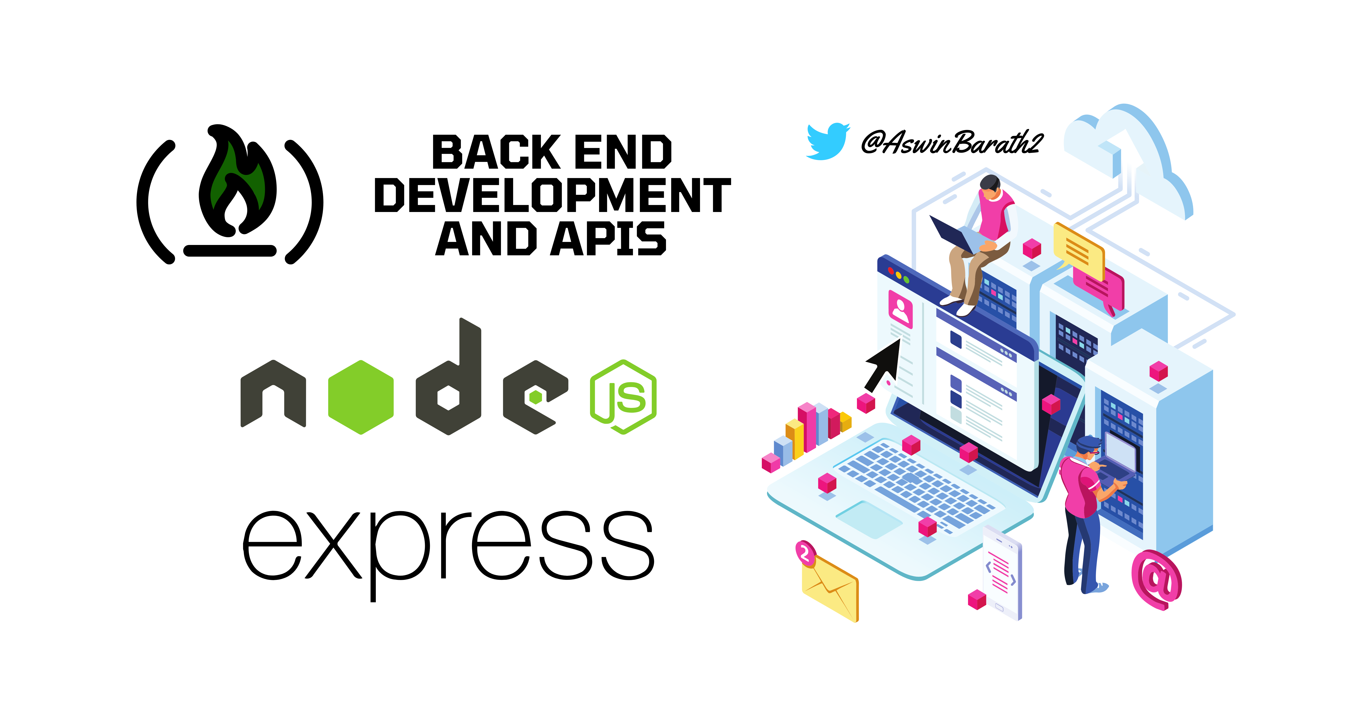 BACK END
DEVELOPMENT
AND APIS
@AswinBarath2
node
JS
express
2
@